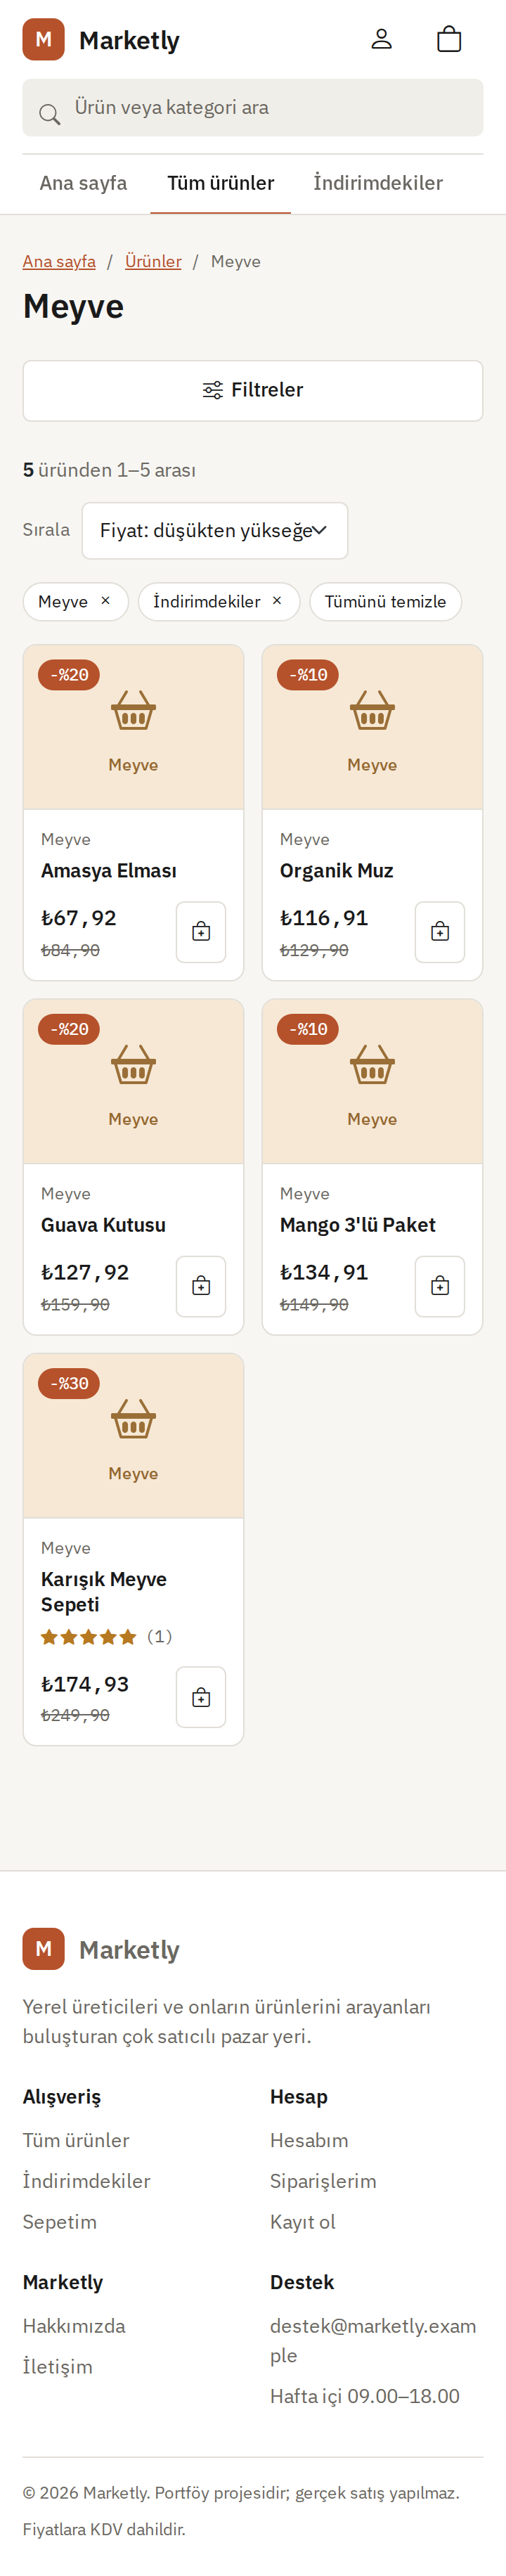 M Marketly
Ürün veya kategori ara
Ana sayfa Tüm ürünler İndirimdekiler
Ana sayfa / Ürünler / Meyve
Meyve
Filtreler
5 üründen 1–5 arası
Sırala Fiyat: düşükten yükseğe
Meyve × İndirimdekiler × Tümünü temizle
-%20
Meyve
Meyve
Amasya Elması
₺67,92
₺84,90
-%10
Meyve
Meyve
Organik Muz
₺116,91
₺129,90
-%20
Meyve
Meyve
Guava Kutusu
₺127,92
₺159,90
-%10
Meyve
Meyve
Mango 3'lü Paket
₺134,91
₺149,90
-%30
Meyve
Meyve
Karışık Meyve
Sepeti
(1)
₺174,93
₺249,90
M Marketly
Yerel üreticileri ve onların ürünlerini arayanları
buluşturan çok satıcılı pazar yeri.
Alışveriş
Tüm ürünler
İndirimdekiler
Sepetim
Hesap
Hesabım
Siparişlerim
Kayıt ol
Marketly
Hakkımızda
İletişim
Destek
destek@marketly.exam
ple
Hafta içi 09.00–18.00
© 2026 Marketly. Portföy projesidir; gerçek satış yapılmaz.
Fiyatlara KDV dahildir.